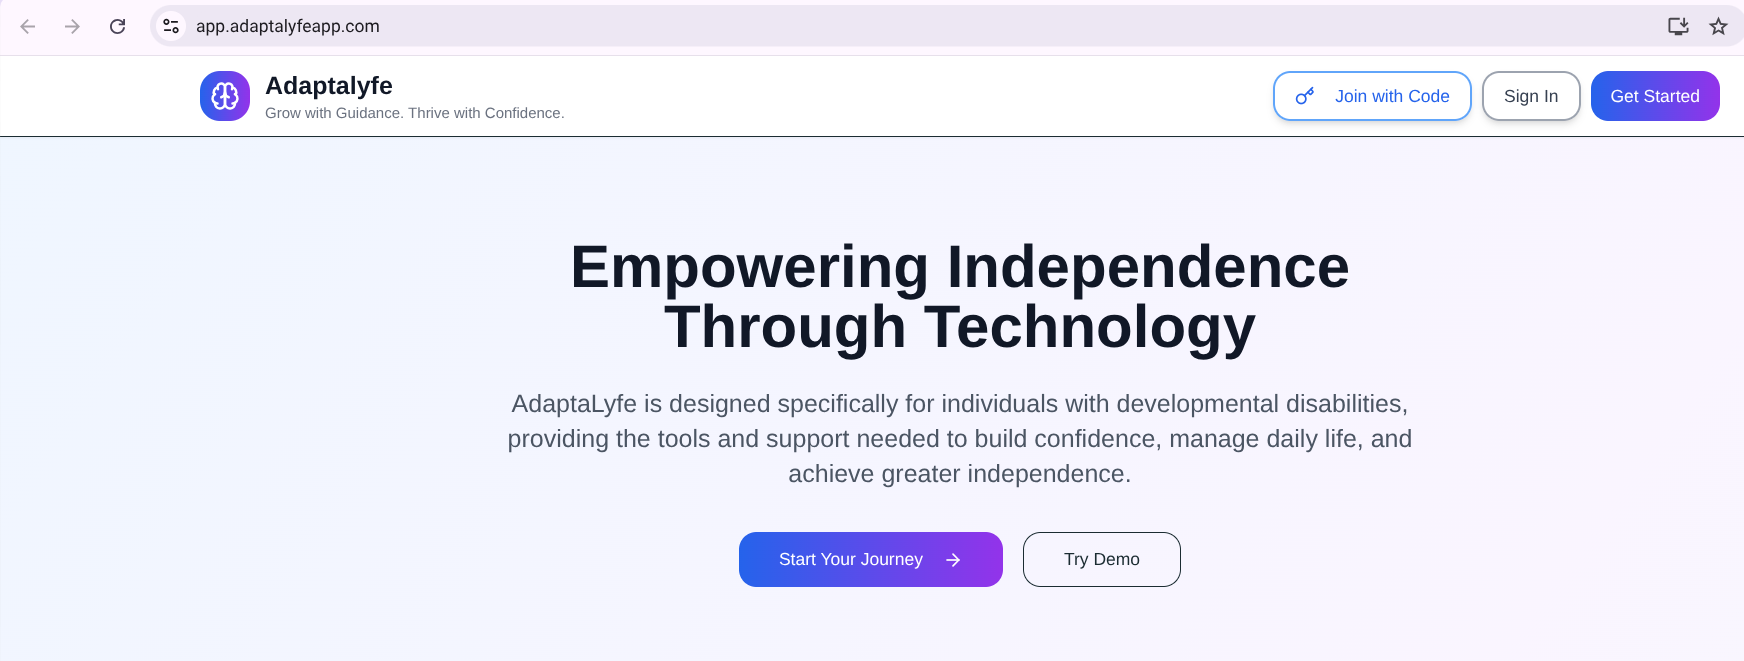 app.adaptalyfeapp.com
Adaptalyfe
Grow with Guidance. Thrive with Confidence.
Join with Code
Sign In
Get Started
Empowering Independence
Through Technology
AdaptaLyfe is designed specifically for individuals with developmental disabilities,
providing the tools and support needed to build confidence, manage daily life, and
achieve greater independence.
Start Your Journey
Try Demo